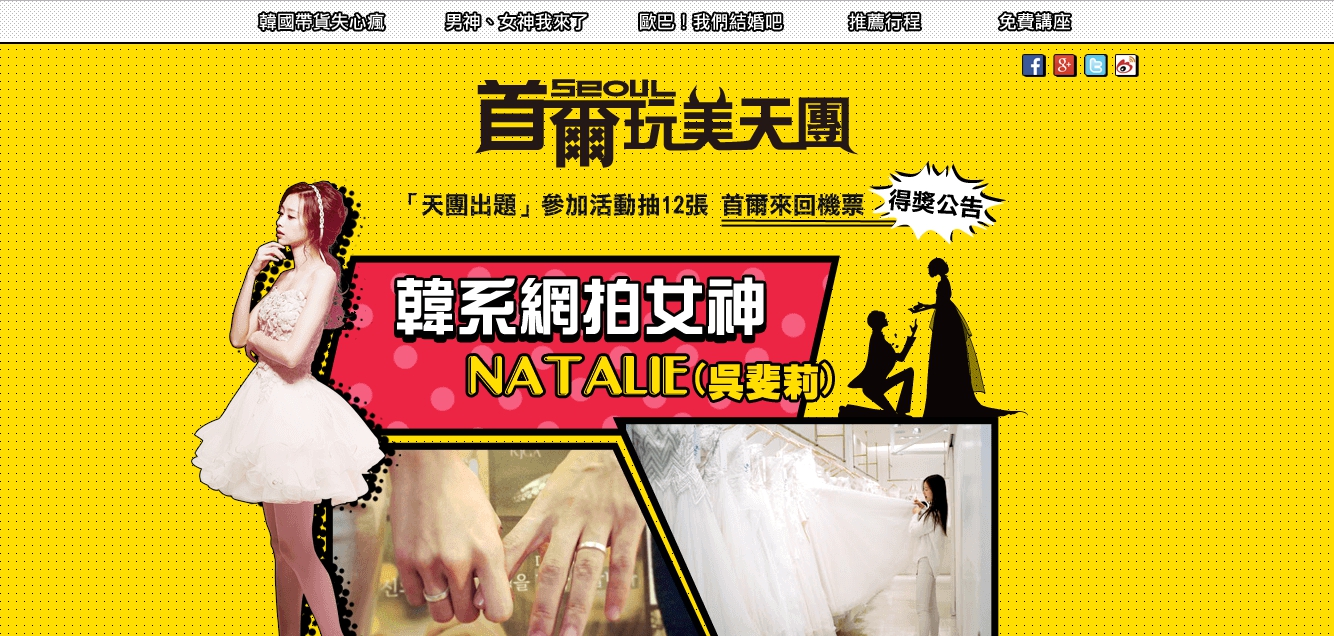 韓國帶貨失心瘋 男神、女神我來了 歐巴！我們結婚吧 推薦行程 免費講座
SEOUL
首爾玩美天團
「天團出題」參加活動抽12張 首爾來回機票 得獎公告
韓系網拍女神
NATALIE(吳斐莉)